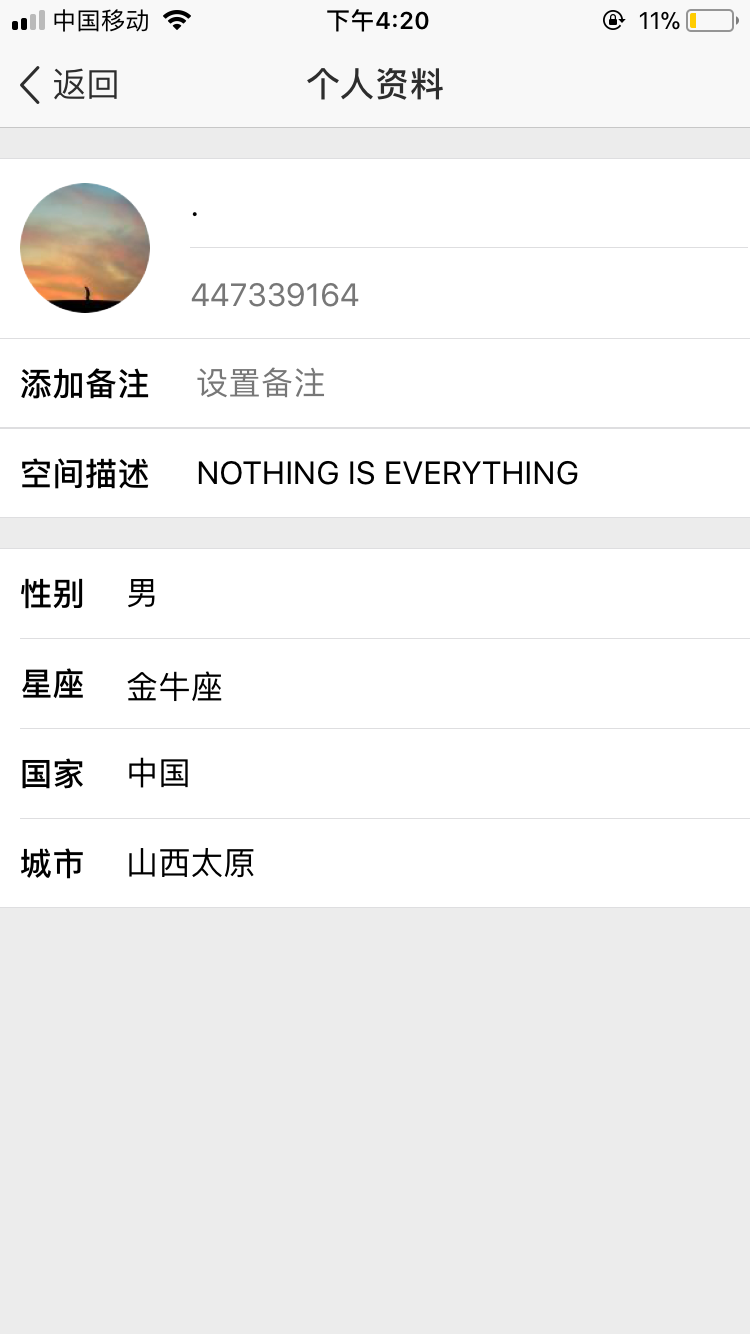 中国移动 下午4:20 11%
返回 个人资料
.
447339164
添加备注 设置备注
空间描述 NOTHING IS EVERYTHING
性别 男
星座 金牛座
国家 中国
城市 山西太原